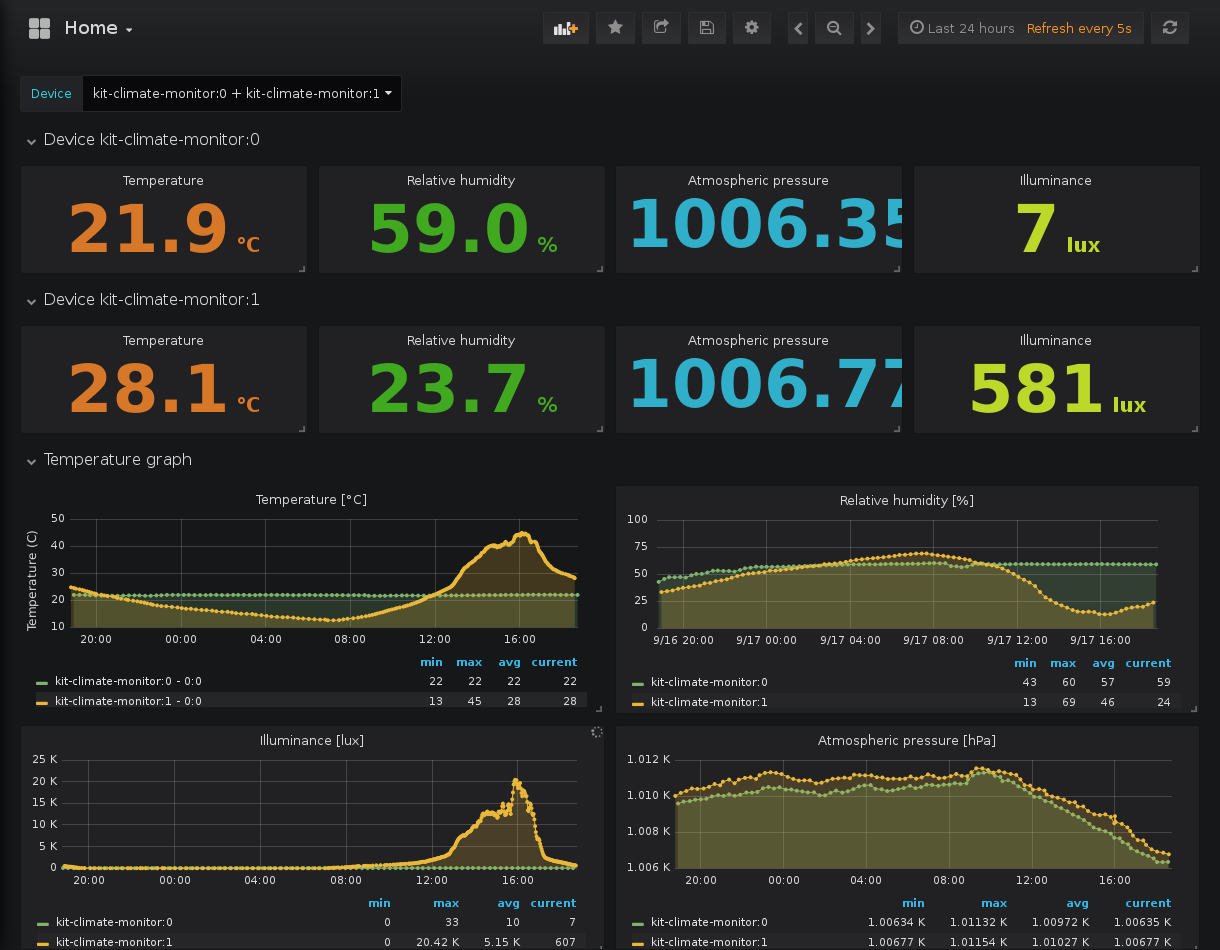 Home
Last 24 hours Refresh every 5s
Device kit-climate-monitor:0 + kit-climate-monitor:1
Device kit-climate-monitor:0
Temperature Relative humidity Atmospheric pressure Illuminance
21.9 °C 59.0 % 1006.35 7 lux
Device kit-climate-monitor:1
Temperature Relative humidity Atmospheric pressure Illuminance
28.1 °C 23.7 % 1006.77 581 lux
Temperature graph
Temperature [°C]
Temperature (C)
50
40
30
20
10
20:00 00:00 04:00 08:00 12:00 16:00
min max avg current
kit-climate-monitor:0 - 0:0 22 22 22 22
kit-climate-monitor:1 - 0:0 13 45 28 28
Relative humidity [%]
100
75
50
25
0
9/16 20:00 9/17 00:00 9/17 04:00 9/17 08:00 9/17 12:00 9/17 16:00
min max avg current
kit-climate-monitor:0 43 60 57 59
kit-climate-monitor:1 13 69 46 24
Illuminance [lux]
25 K
20 K
15 K
10 K
5 K
0
20:00 00:00 04:00 08:00 12:00 16:00
min max avg current
kit-climate-monitor:0 0 33 10 7
kit-climate-monitor:1 0 20.42 K 5.15 K 607
Atmospheric pressure [hPa]
1.012 K
1.010 K
1.008 K
1.006 K
20:00 00:00 04:00 08:00 12:00 16:00
min max avg current
kit-climate-monitor:0 1.00634 K 1.01132 K 1.00972 K 1.00635 K
kit-climate-monitor:1 1.00677 K 1.01154 K 1.01027 K 1.00677 K